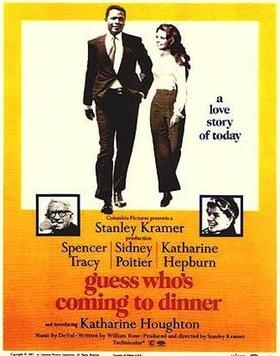 a love
story of
today
Columbia Pictures presents a
Stanley Kramer
production
Spencer | Sidney | Katharine
Tracy | Poitier | Hepburn
guess who's
coming to dinner
and introducing Katharine Houghton
Music by DeVol · Written by William Rose · Produced and directed by Stanley Kramer
Technicolor®